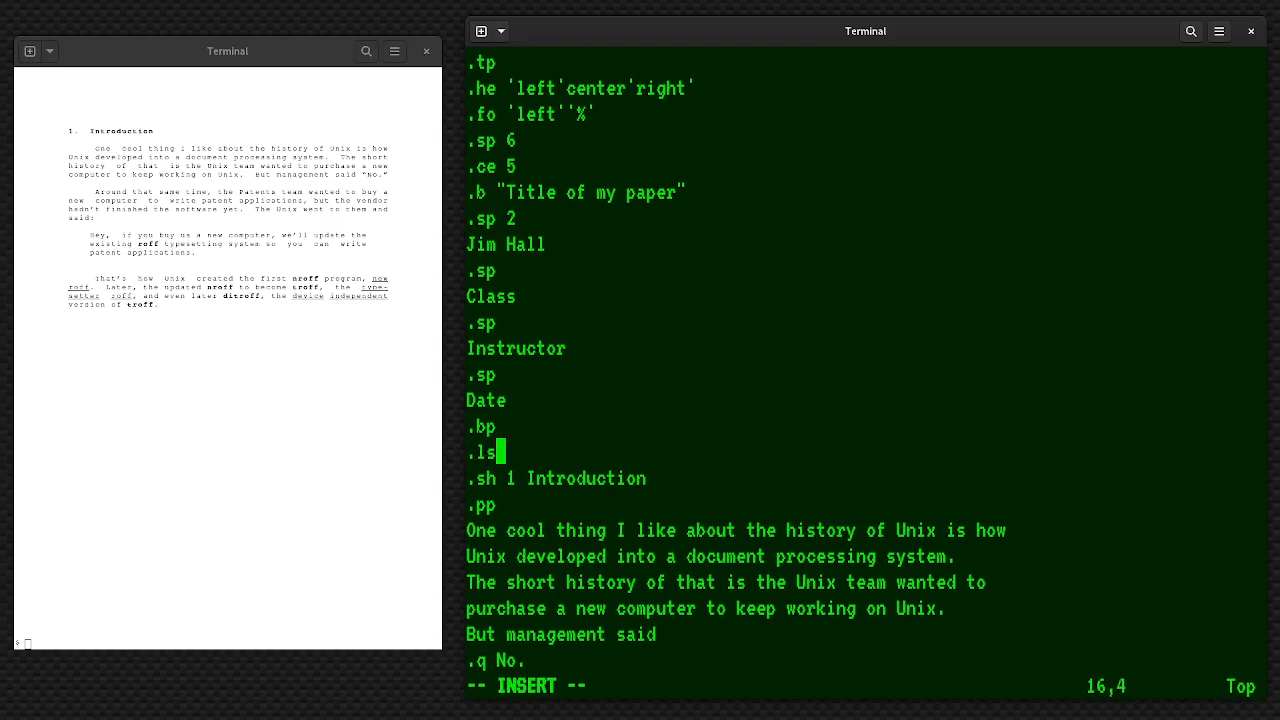 Terminal
1. Introduction
One cool thing i like about the history of Unix is how
Unix developed into a document processing system. The short
history of that is the Unix team wanted to purchase a new
computer to keep working on Unix. But management said “No.”
Around that same time, the Patents team wanted to buy a
new computer to write patent applications, but the vendor
hadn’t finished the software yet. The Unix went to them and
said:
Hey, if you buy us a new computer, we’ll update the
existing roff typesetting system so you can write
patent applications.
That’s how Unix created the first nroff program, new
roff. Later, the updated nroff to become troff, the type-
setter roff, and even later ditroff, the device independent
version of troff.
$
Terminal
.tp
.he 'left'center'right'
.fo 'left''%'
.sp 6
.ce 5
.b "Title of my paper"
.sp 2
Jim Hall
.sp
Class
.sp
Instructor
.sp
Date
.bp
.ls
.sh 1 Introduction
.pp
One cool thing I like about the history of Unix is how
Unix developed into a document processing system.
The short history of that is the Unix team wanted to
purchase a new computer to keep working on Unix.
But management said
.q No.
-- INSERT -- 16,4 Top